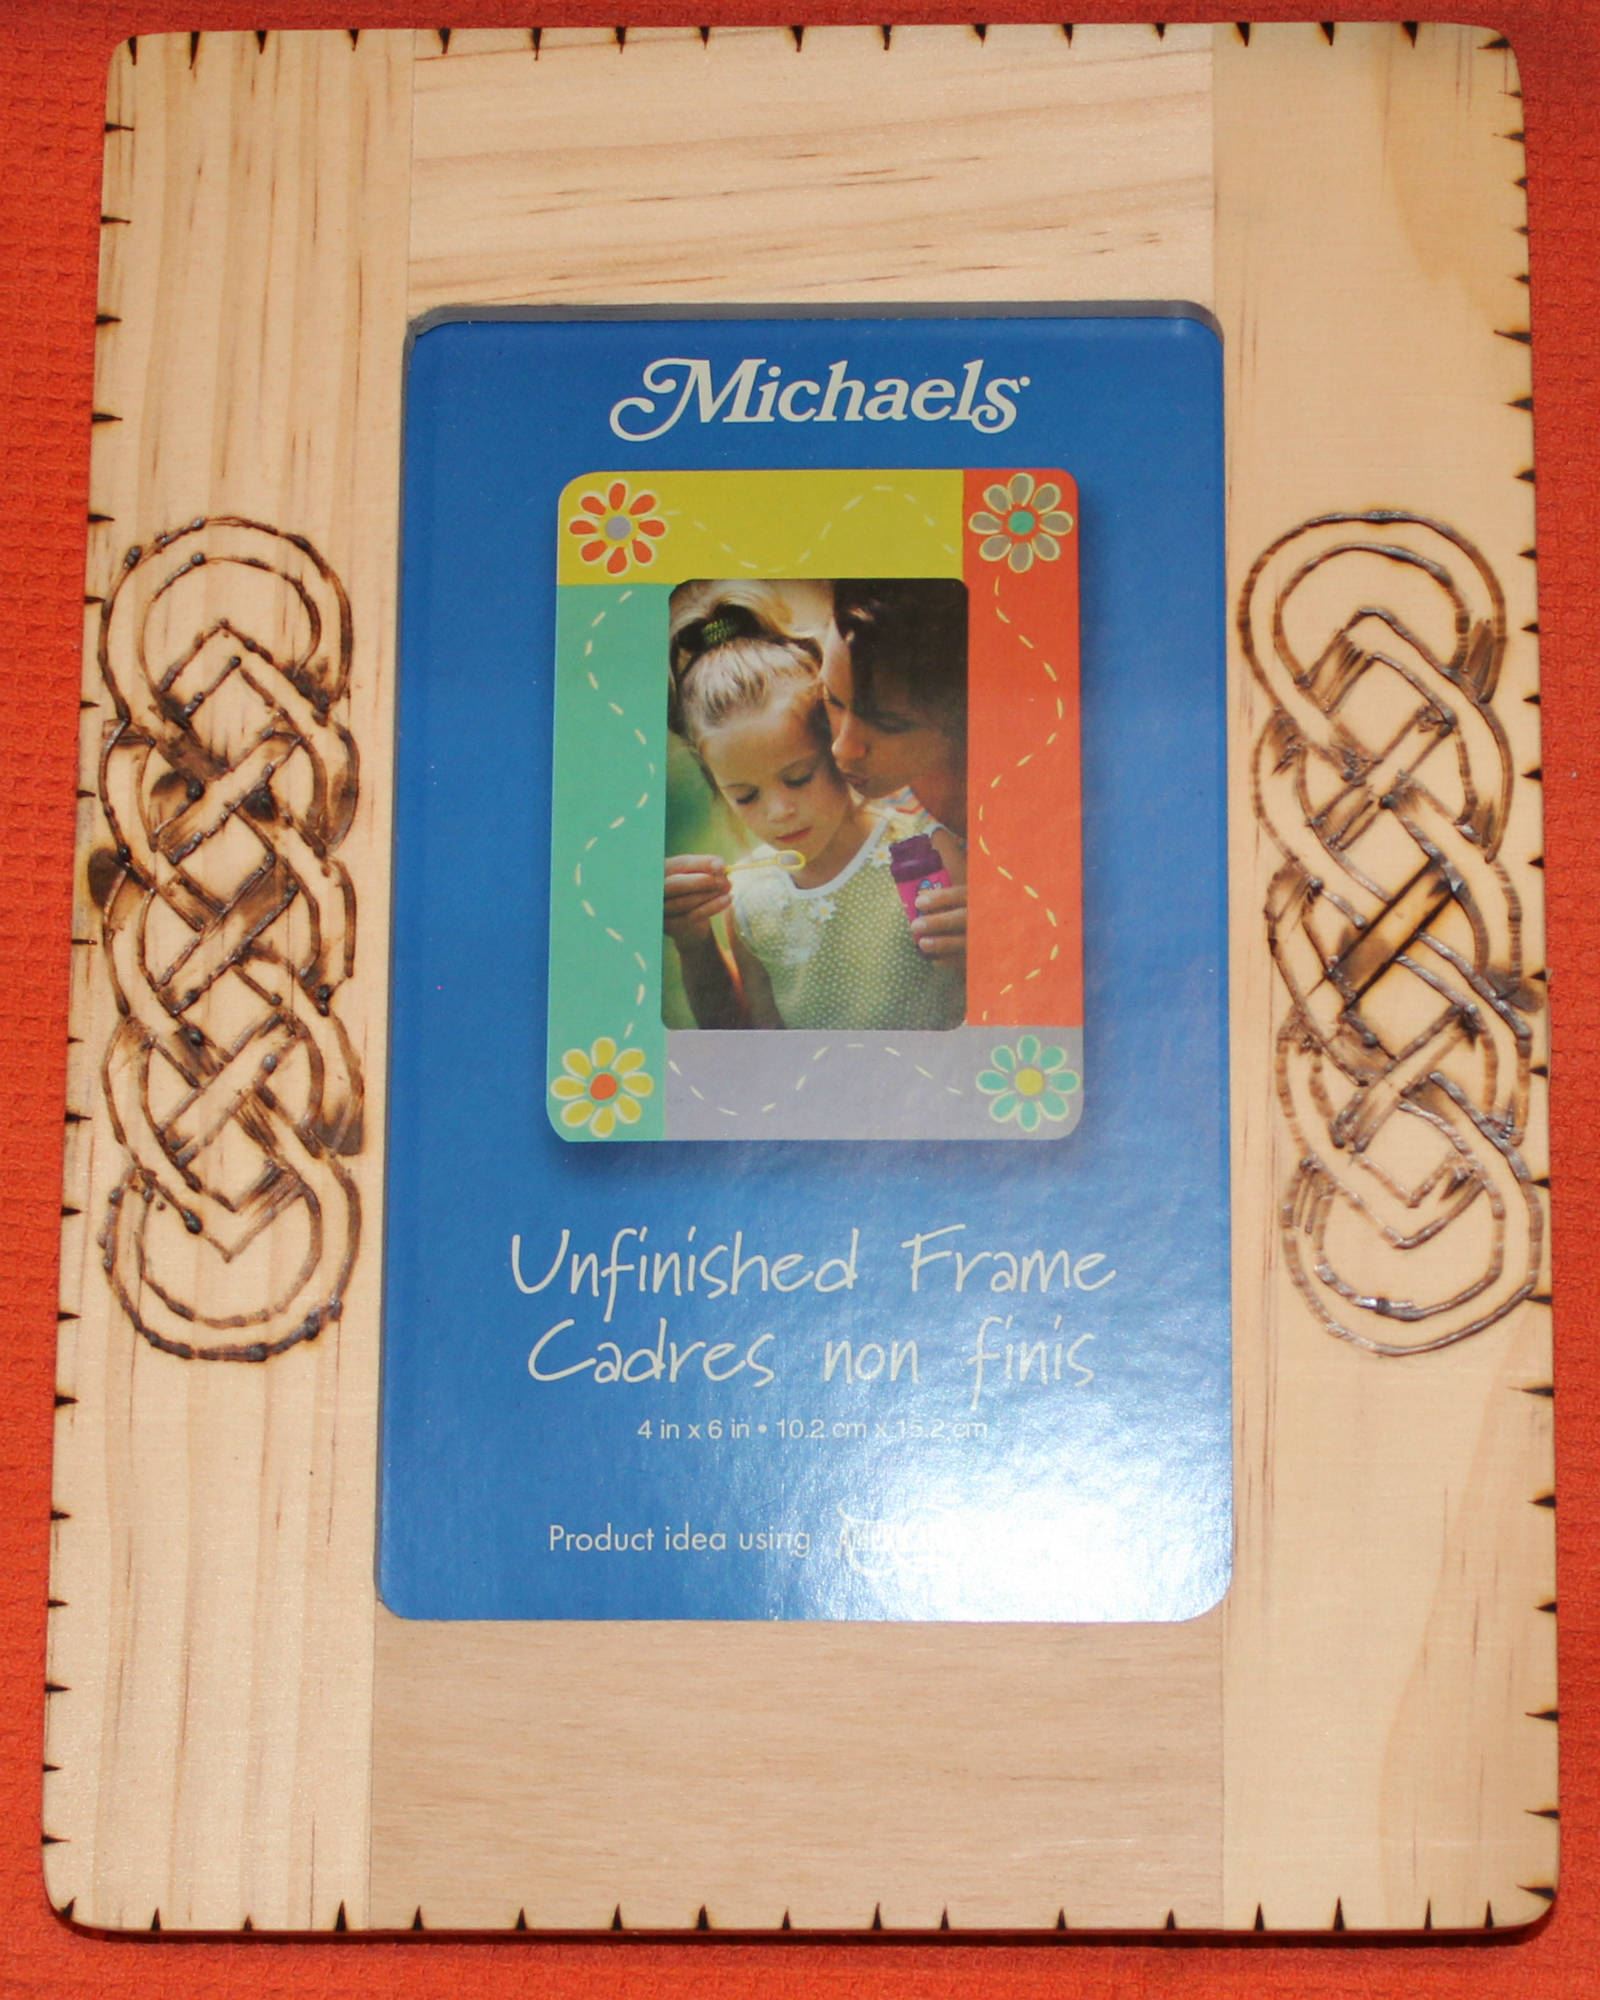 Michaels
Unfinished Frame
Cadres non finis
4 in x 6 in • 10.2 cm x 15.2 cm
Product idea using